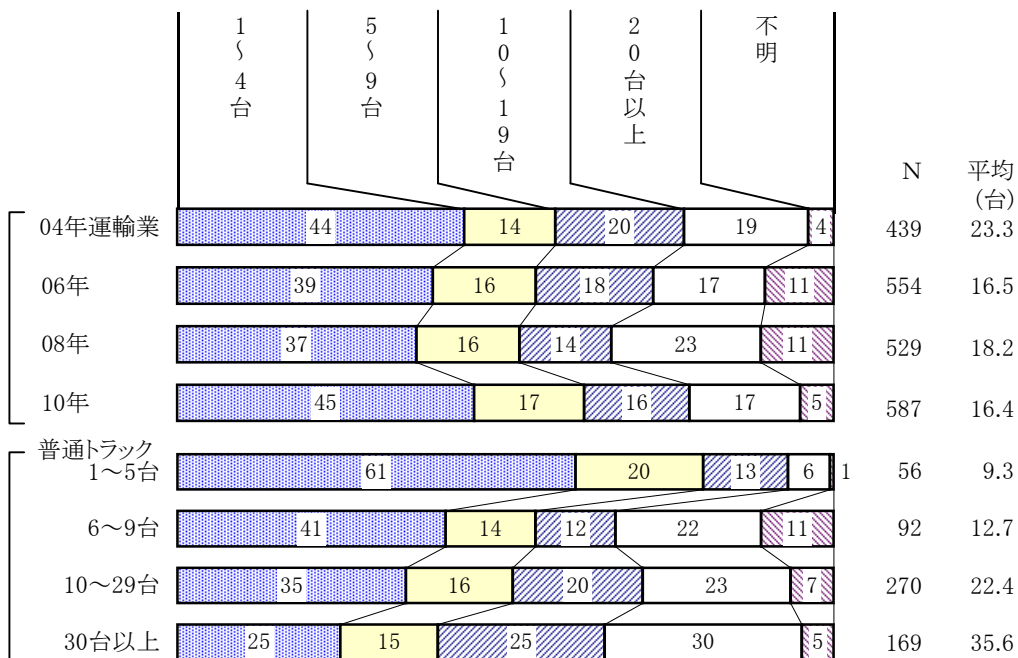 1～4台
5～9台
10～19台
20台以上
不明
N 平均
(台)
04年運輸業 44 14 20 19 4 439 23.3
06年 39 16 18 17 11 554 16.5
08年 37 16 14 23 11 529 18.2
10年 45 17 16 17 5 587 16.4
普通トラック
1～5台 61 20 13 6 1 56 9.3
6～9台 41 14 12 22 11 92 12.7
10～29台 35 16 20 23 7 270 22.4
30台以上 25 15 25 30 5 169 35.6